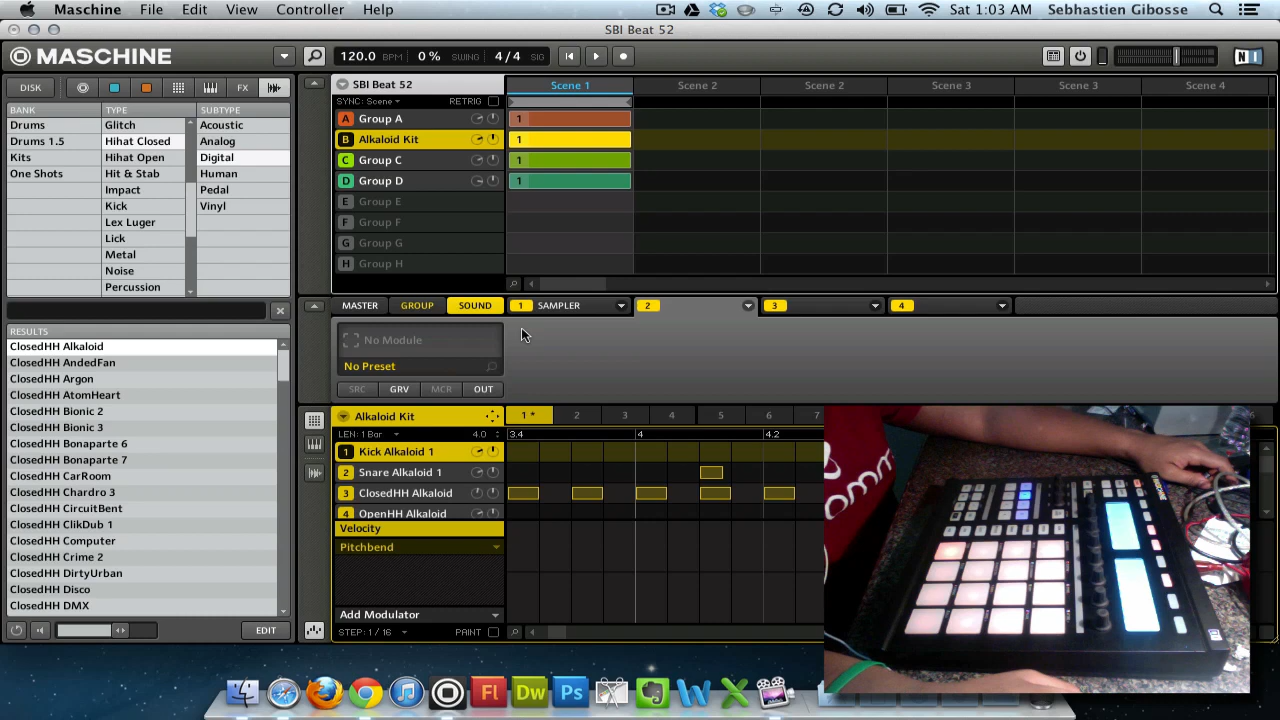 Maschine File Edit View Controller Help Sat 1:03 AM Sebhastien Gibosse
SBI Beat 52
MASCHINE 120.0 BPM 0% SWING 4/4 SIG
DISK FX
BANK TYPE SUBTYPE
Drums Glitch Acoustic
Drums 1.5 Hihat Closed Analog
Kits Hihat Open Digital
One Shots Hit & Stab Human
Impact Pedal
Kick Vinyl
Lex Luger
Lick
Metal
Noise
Percussion
RESULTS
ClosedHH Alkaloid
ClosedHH AndedFan
ClosedHH Argon
ClosedHH AtomHeart
ClosedHH Bionic 2
ClosedHH Bionic 3
ClosedHH Bonaparte 6
ClosedHH Bonaparte 7
ClosedHH CarRoom
ClosedHH Chardro 3
ClosedHH CircuitBent
ClosedHH ClikDub 1
ClosedHH Computer
ClosedHH Crime 2
ClosedHH DirtyUrban
ClosedHH Disco
ClosedHH DMX
EDIT
SBI Beat 52 Scene 1 Scene 2 Scene 2 Scene 3 Scene 3 Scene 4
SYNC: Scene RETRIG
A Group A 1
B Alkaloid Kit 1
C Group C 1
D Group D 1
E Group E
F Group F
G Group G
H Group H
MASTER GROUP SOUND 1 SAMPLER 2 3 4
No Module
No Preset
SRC GRV MCR OUT
Alkaloid Kit 1 * 2 3 4 5 6 7
LEN: 1 Bar 4.0 3.4 4 4.2
1 Kick Alkaloid 1
2 Snare Alkaloid 1
3 ClosedHH Alkaloid
4 OpenHH Alkaloid
Velocity
Pitchbend
Add Modulator
STEP: 1/16 PAINT
Fl Dw Ps